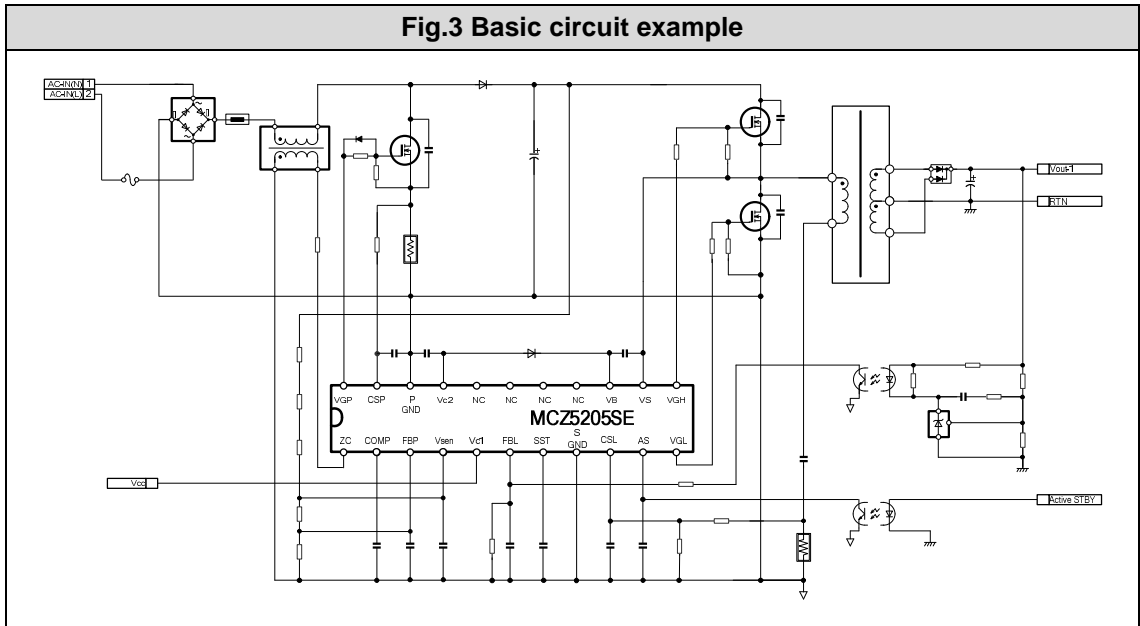 Fig.3 Basic circuit example
AC-IN(N) 1
AC-IN(L) 2
Vout-1
RTN
VGP CSP P GND Vc2 NC NC NC NC VB VS VGH
MCZ5205SE
ZC COMP FBP Vsen Vc1 FBL SST S GND CSL AS VGL
Vcc
Active STBY